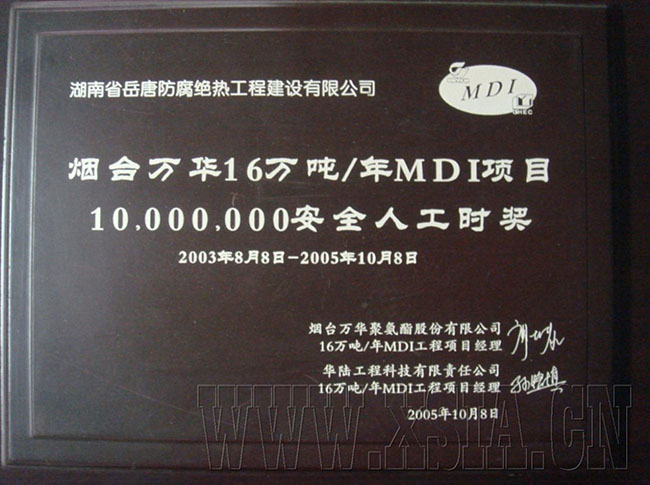 湖南省岳唐防腐绝热工程建设有限公司
MDI
HEC
烟台万华16万吨/年MDI项目
10,000,000安全人工时奖
2003年8月8日-2005年10月8日
烟台万华聚氨酯股份有限公司
16万吨/年MDI工程项目经理
华陆工程科技有限责任公司
16万吨/年MDI工程项目经理
2005年10月8日
WWW.XSIA.CN